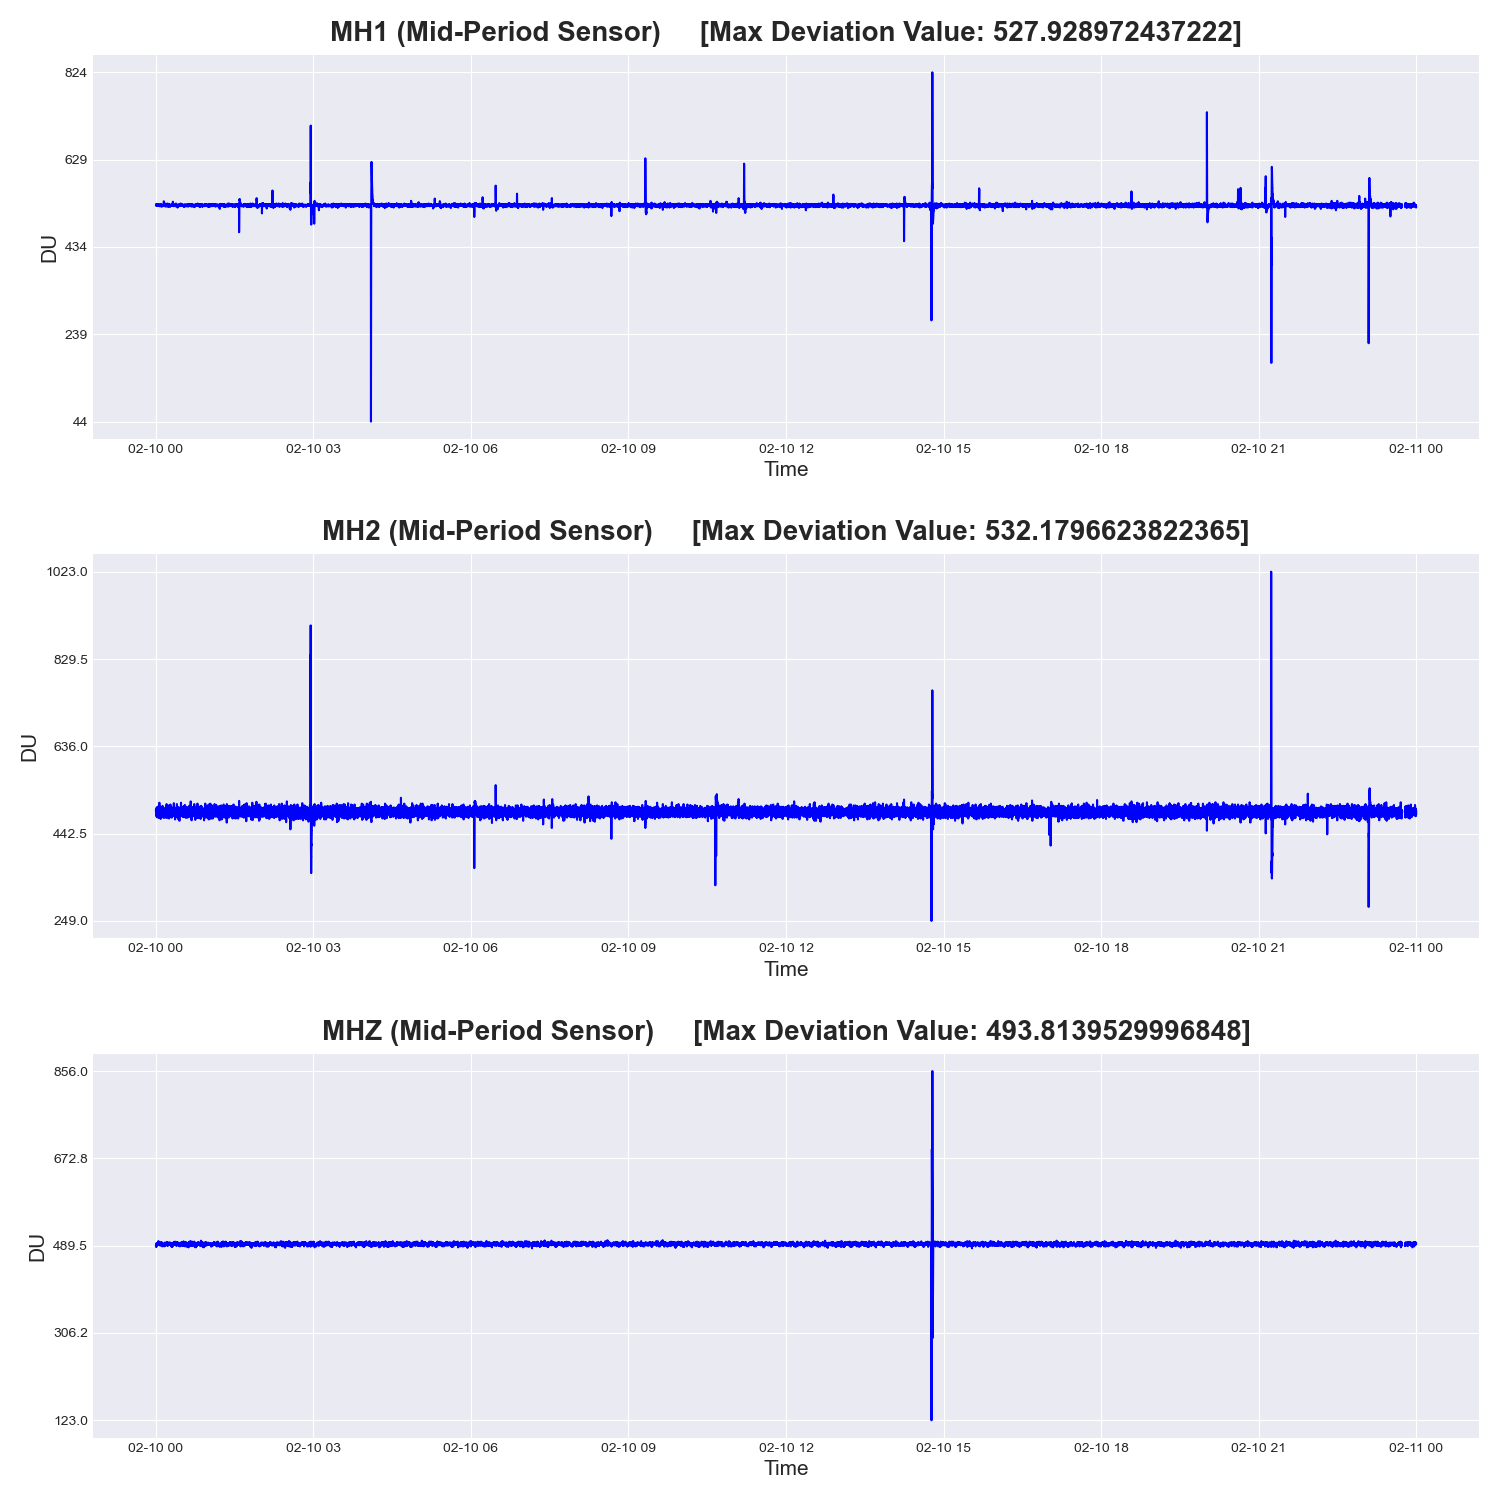 MH1 (Mid-Period Sensor) [Max Deviation Value: 527.928972437222]
824
629
434
239
44
DU
02-10 00 02-10 03 02-10 06 02-10 09 02-10 12 02-10 15 02-10 18 02-10 21 02-11 00
Time
MH2 (Mid-Period Sensor) [Max Deviation Value: 532.1796623822365]
1023.0
829.5
636.0
442.5
249.0
DU
02-10 00 02-10 03 02-10 06 02-10 09 02-10 12 02-10 15 02-10 18 02-10 21 02-11 00
Time
MHZ (Mid-Period Sensor) [Max Deviation Value: 493.8139529996848]
856.0
672.8
489.5
306.2
123.0
DU
02-10 00 02-10 03 02-10 06 02-10 09 02-10 12 02-10 15 02-10 18 02-10 21 02-11 00
Time